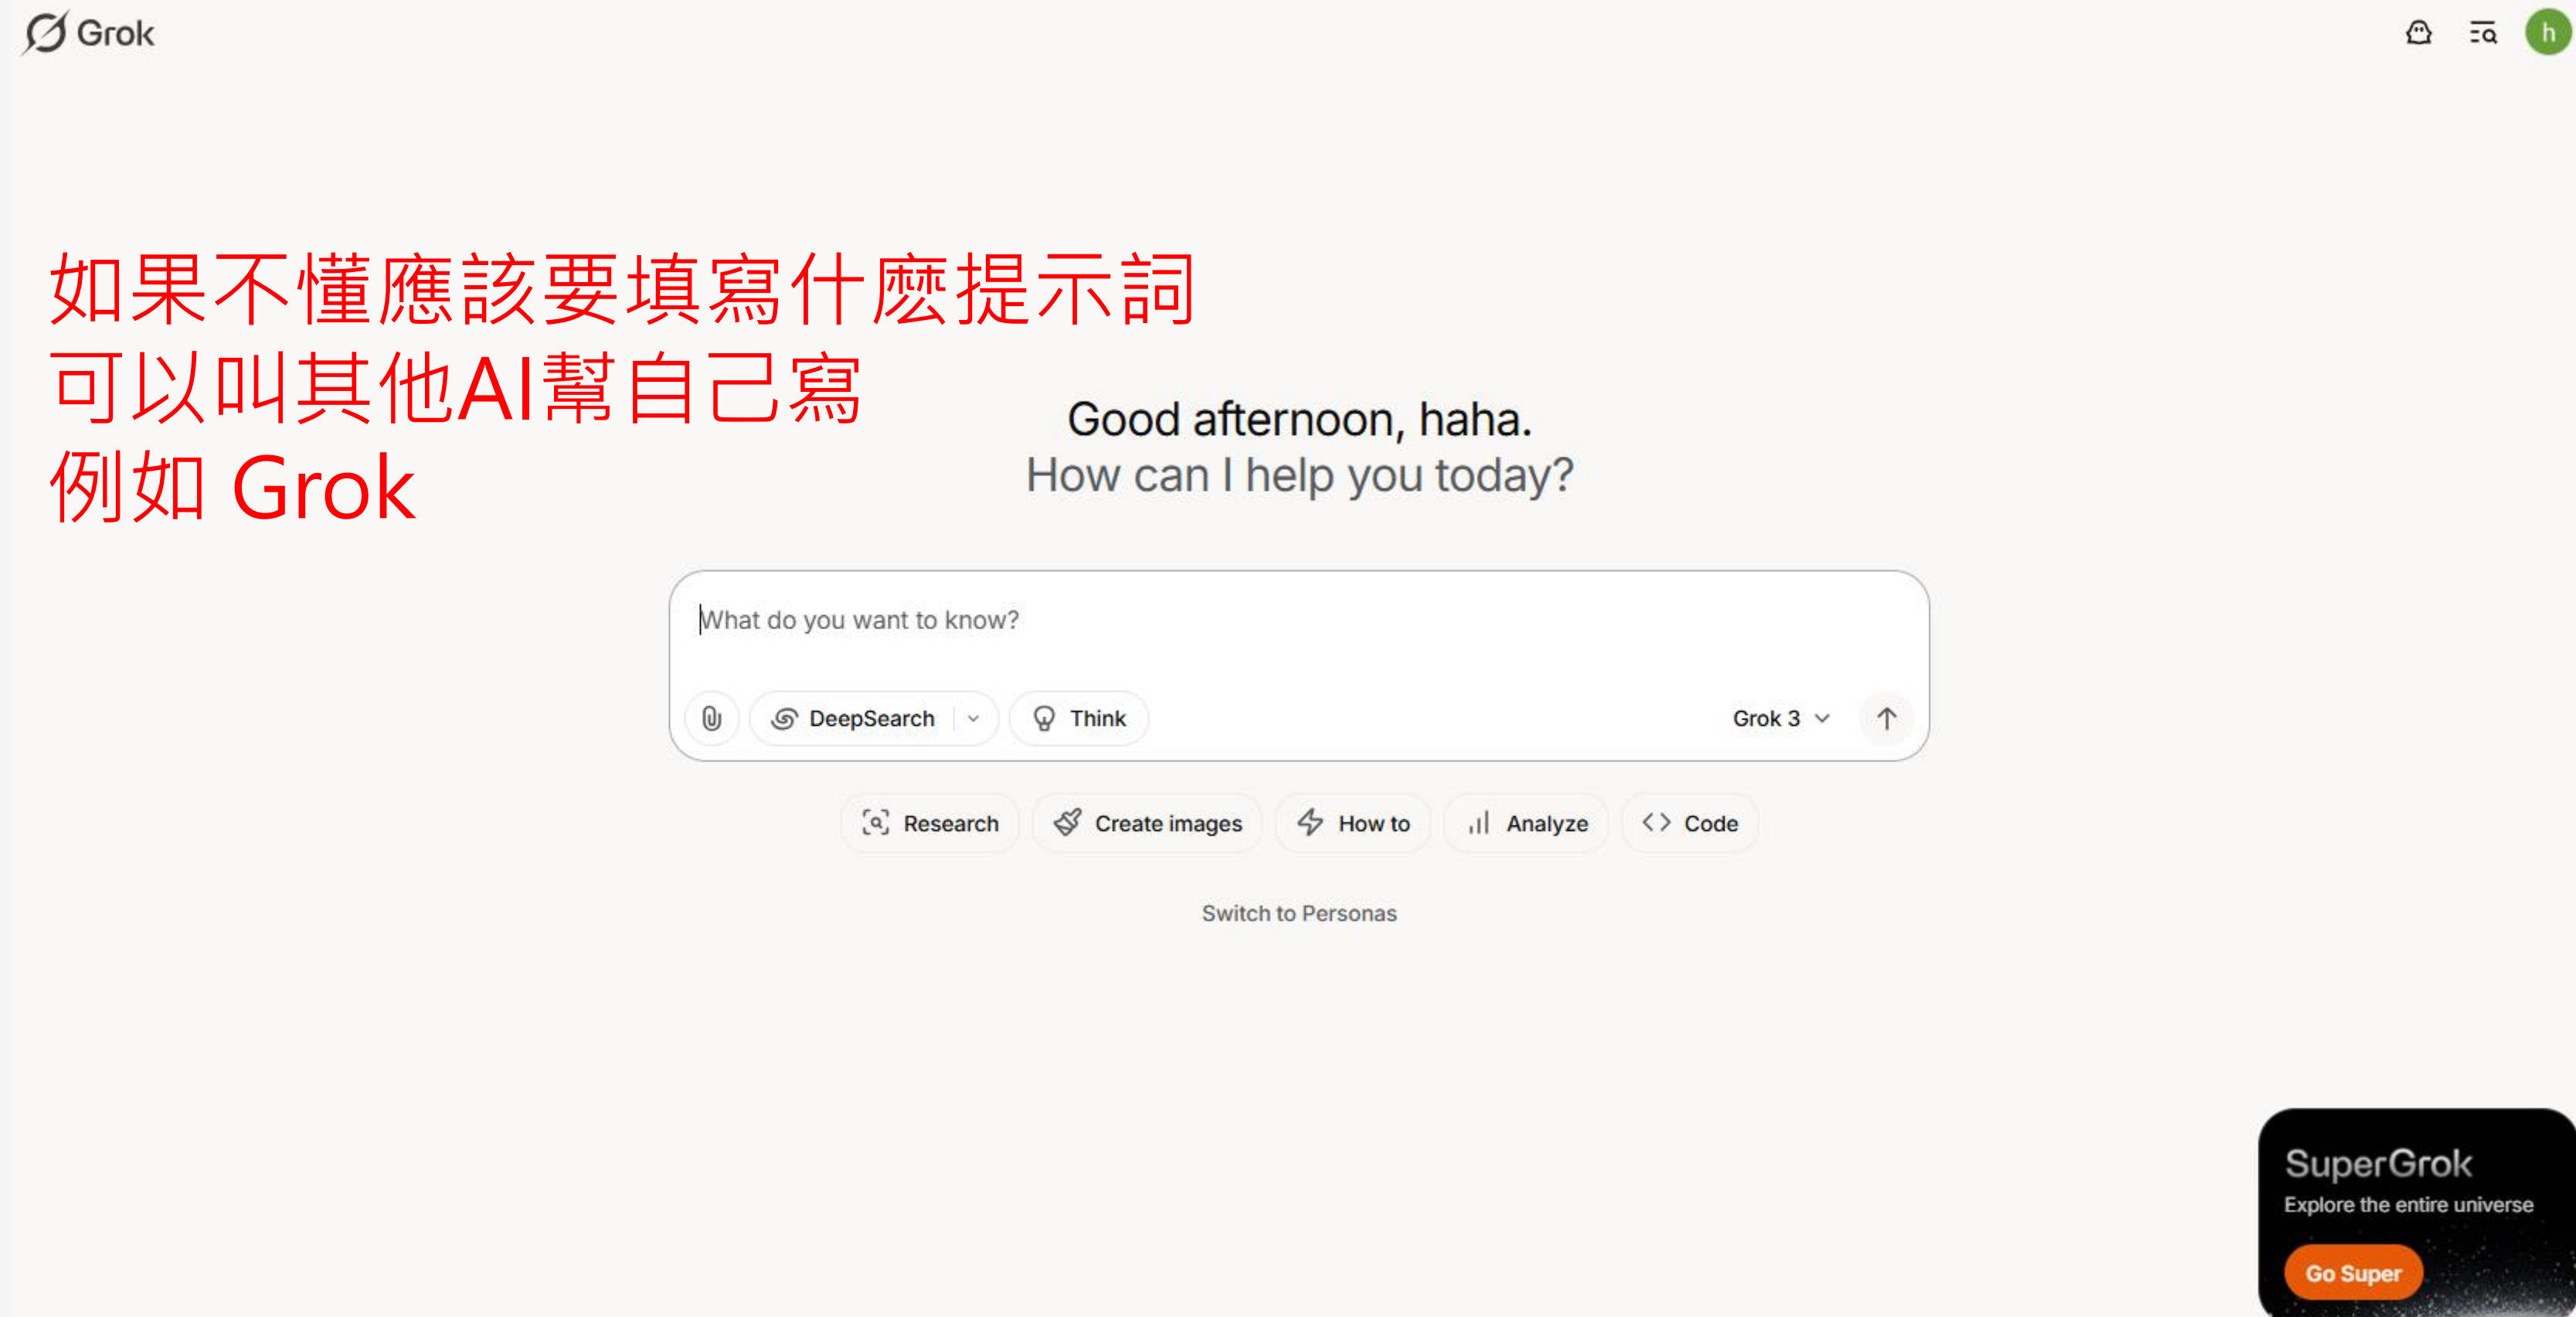 Grok
h
如果不懂應該要填寫什麽提示詞
可以叫其他AI幫自己寫
例如 Grok
Good afternoon, haha.
How can I help you today?
What do you want to know?
DeepSearch
Think
Grok 3
Research
Create images
How to
Analyze
Code
Switch to Personas
SuperGrok
Explore the entire universe
Go Super